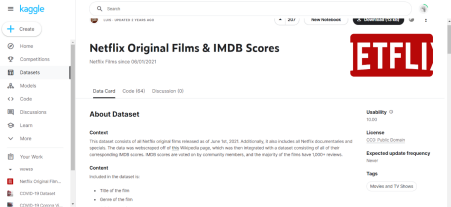 kaggle
Search
Create
Home
Competitions
Datasets
Models
Code
Discussions
Learn
More
Your Work
VIEWED
Netflix Original Film...
COVID-19 Dataset
COVID-19 Corona Vir...
207
New Notebook
Download
Netflix Original Films & IMDB Scores
Netflix Films since 06/01/2021
ETFLI
Data Card
Code (64)
Discussion (0)
About Dataset
Context
This dataset consists of all Netflix original films released as of June 1st, 2021. Additionally, it also includes all Netflix documentaries and
specials. The data was webscraped off of this Wikipedia page, which was then integrated with a dataset consisting of all of their
corresponding IMDB scores. IMDB scores are voted on by community members, and the majority of the films have 1,000+ reviews.
Content
Included in the dataset is:
• Title of the film
• Genre of the film
Usability
10.00
License
CC0: Public Domain
Expected update frequency
Never
Tags
Movies and TV Shows